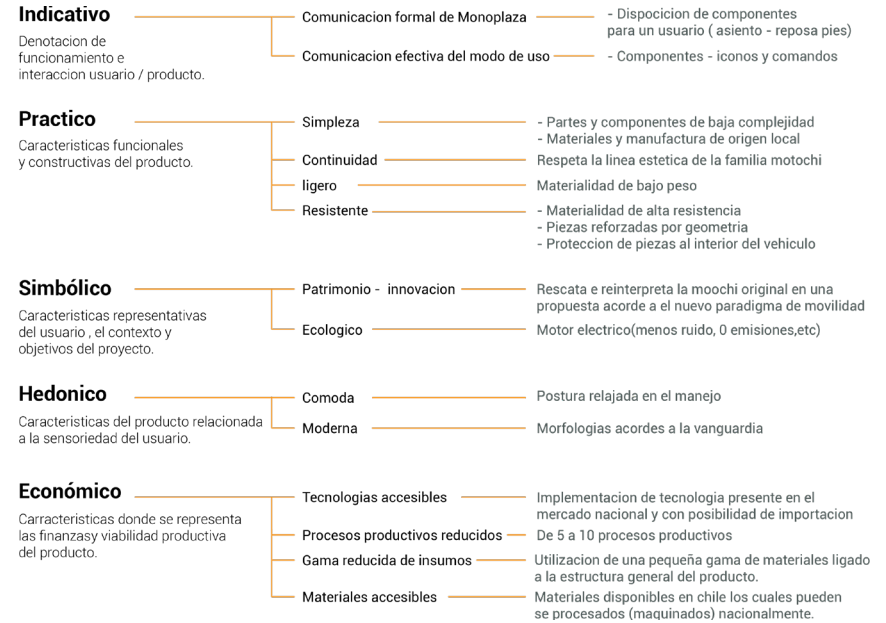 Indicativo
Denotacion de
funcionamiento e
interaccion usuario / producto.
Comunicacion formal de Monoplaza
- Dispocicion de componentes
para un usuario ( asiento - reposa pies)
Comunicacion efectiva del modo de uso
- Componentes - iconos y comandos
Practico
Caracteristicas funcionales
y constructivas del producto.
Simpleza
- Partes y componentes de baja complejidad
- Materiales y manufactura de origen local
Continuidad
Respeta la linea estetica de la familia motochi
ligero
Materialidad de bajo peso
Resistente
- Materialidad de alta resistencia
- Piezas reforzadas por geometria
- Proteccion de piezas al interior del vehiculo
Simbólico
Caracteristicas representativas
del usuario , el contexto y
objetivos del proyecto.
Patrimonio - innovacion
Rescata e reinterpreta la moochi original en una
propuesta acorde a el nuevo paradigma de movilidad
Ecologico
Motor electrico(menos ruido, 0 emisiones,etc)
Hedonico
Caracteristicas del producto relacionada
a la sensoriedad del usuario.
Comoda
Postura relajada en el manejo
Moderna
Morfologias acordes a la vanguardia
Económico
Carracteristicas donde se representa
las finanzasy viabilidad productiva
del producto.
Tecnologias accesibles
Implementacion de tecnologia presente en el
mercado nacional y con posibilidad de importacion
Procesos productivos reducidos
De 5 a 10 procesos productivos
Gama reducida de insumos
Utilizacion de una pequeña gama de materiales ligado
a la estructura general del producto.
Materiales accesibles
Materiales disponibles en chile los cuales pueden
se procesados (maquinados) nacionalmente.